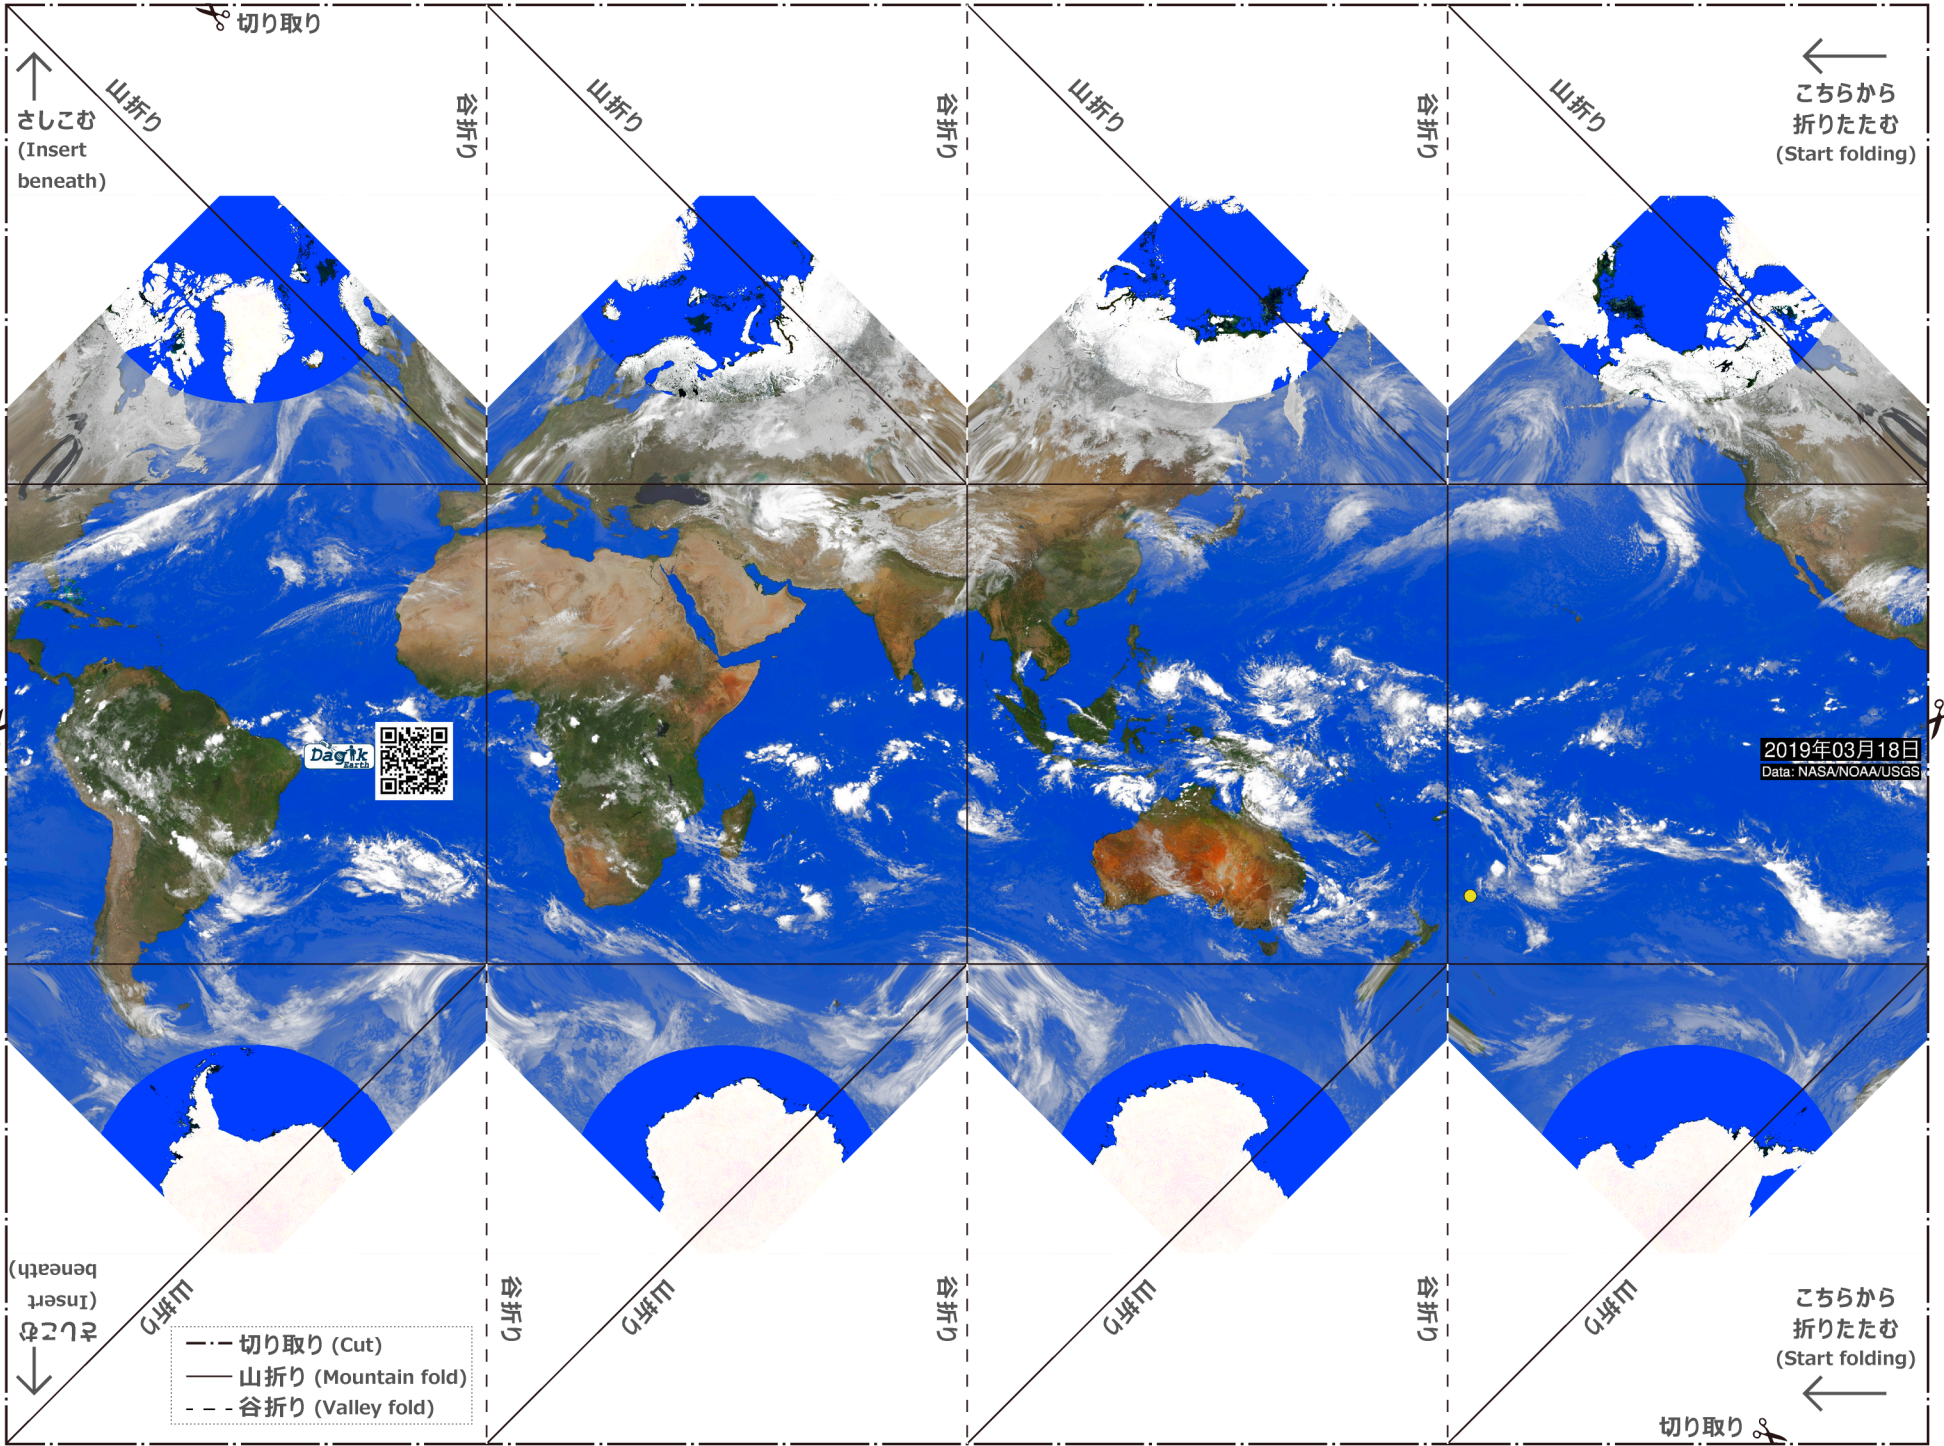 切り取り
山折り
谷折り
山折り
谷折り
山折り
谷折り
山折り
さしこむ
(Insert
beneath)
こちらから
折りたたむ
(Start folding)
Dagik
Earth
2019年03月18日
Data: NASA/NOAA/USGS
さしこむ
(Insert
beneath)
山折り
谷折り
山折り
谷折り
山折り
谷折り
山折り
切り取り (Cut)
山折り (Mountain fold)
谷折り (Valley fold)
こちらから
折りたたむ
(Start folding)
切り取り